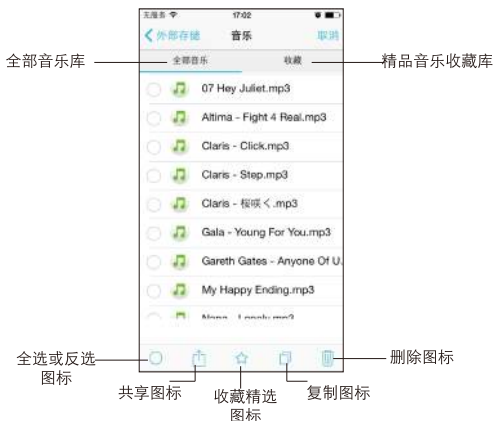 无服务 17:02
外部存储 音乐 取消
全部音乐库
全部音乐 收藏
精品音乐收藏库
07 Hey Juliet.mp3
Altima - Fight 4 Real.mp3
Claris - Click.mp3
Claris - Step.mp3
Claris - 桜咲く.mp3
Gala - Young For You.mp3
Gareth Gates - Anyone Of U.
My Happy Ending.mp3
Nana - Lonely.mp3
全选或反选
图标
共享图标
收藏精选
图标
复制图标
删除图标